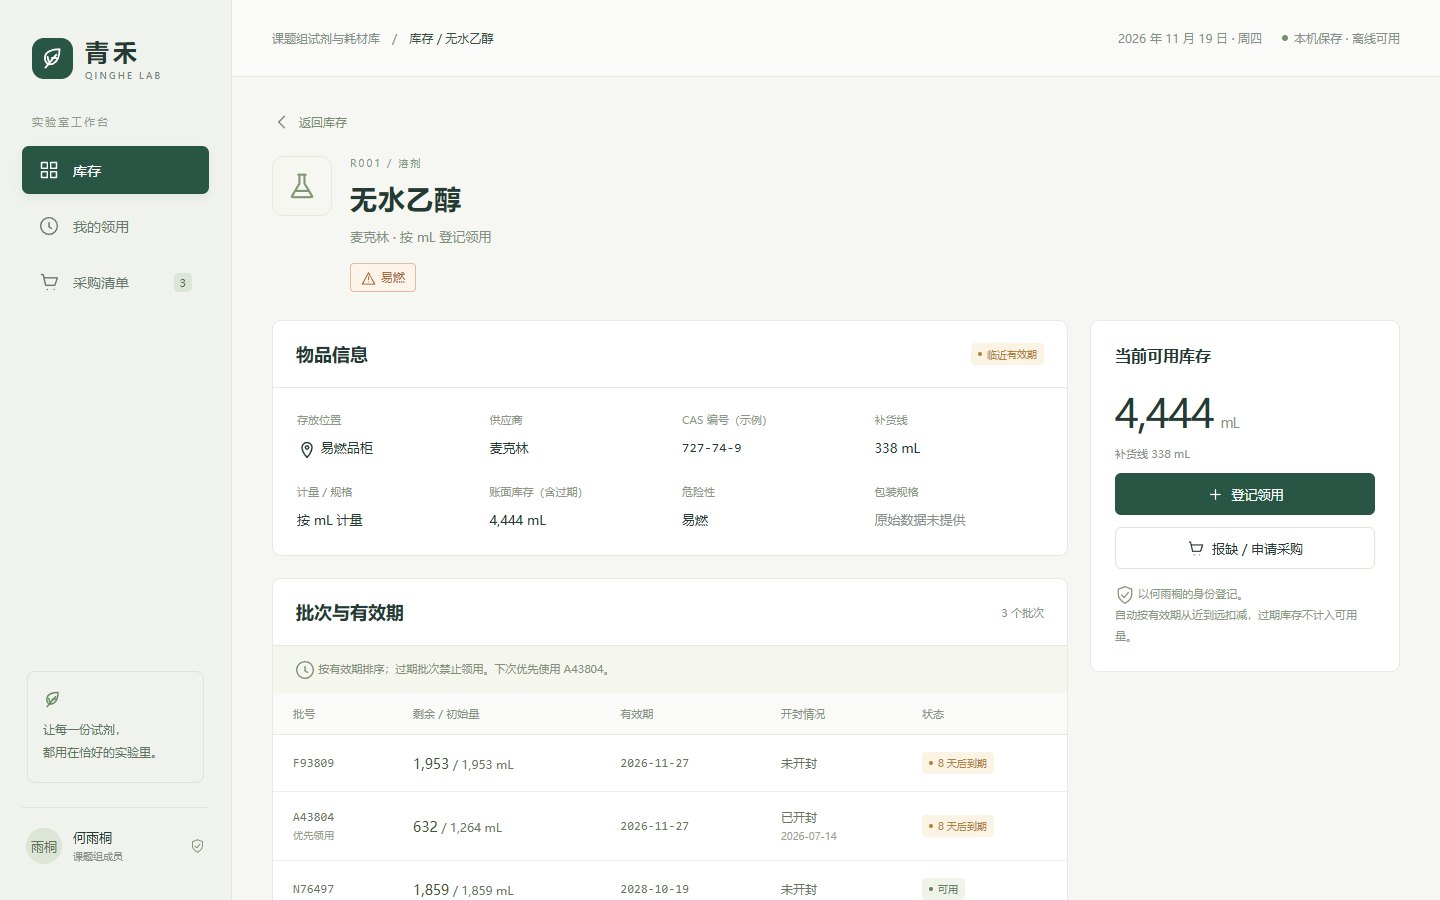 青禾
QINGHE LAB
实验室工作台
库存
我的领用
采购清单 3
让每一份试剂，
都用在恰好的实验里。
雨桐
何雨桐
课题组成员
课题组试剂与耗材库 / 库存 / 无水乙醇
2026 年 11 月 19 日 · 周四
本机保存 · 离线可用
返回库存
R001 / 溶剂
无水乙醇
麦克林 · 按 mL 登记领用
易燃
物品信息
临近有效期
存放位置 供应商 CAS 编号（示例） 补货线
易燃品柜 麦克林 727-74-9 338 mL
计量 / 规格 账面库存（含过期） 危险性 包装规格
按 mL 计量 4,444 mL 易燃 原始数据未提供
批次与有效期
3 个批次
按有效期排序；过期批次禁止领用。下次优先使用 A43804。
批号 剩余 / 初始量 有效期 开封情况 状态
F93809 1,953 / 1,953 mL 2026-11-27 未开封 8 天后到期
A43804 632 / 1,264 mL 2026-11-27 已开封 8 天后到期
优先领用 2026-07-14
N76497 1,859 / 1,859 mL 2028-10-19 未开封 可用
当前可用库存
4,444 mL
补货线 338 mL
登记领用
报缺 / 申请采购
以何雨桐的身份登记。
自动按有效期从近到远扣减，过期库存不计入可用
量。